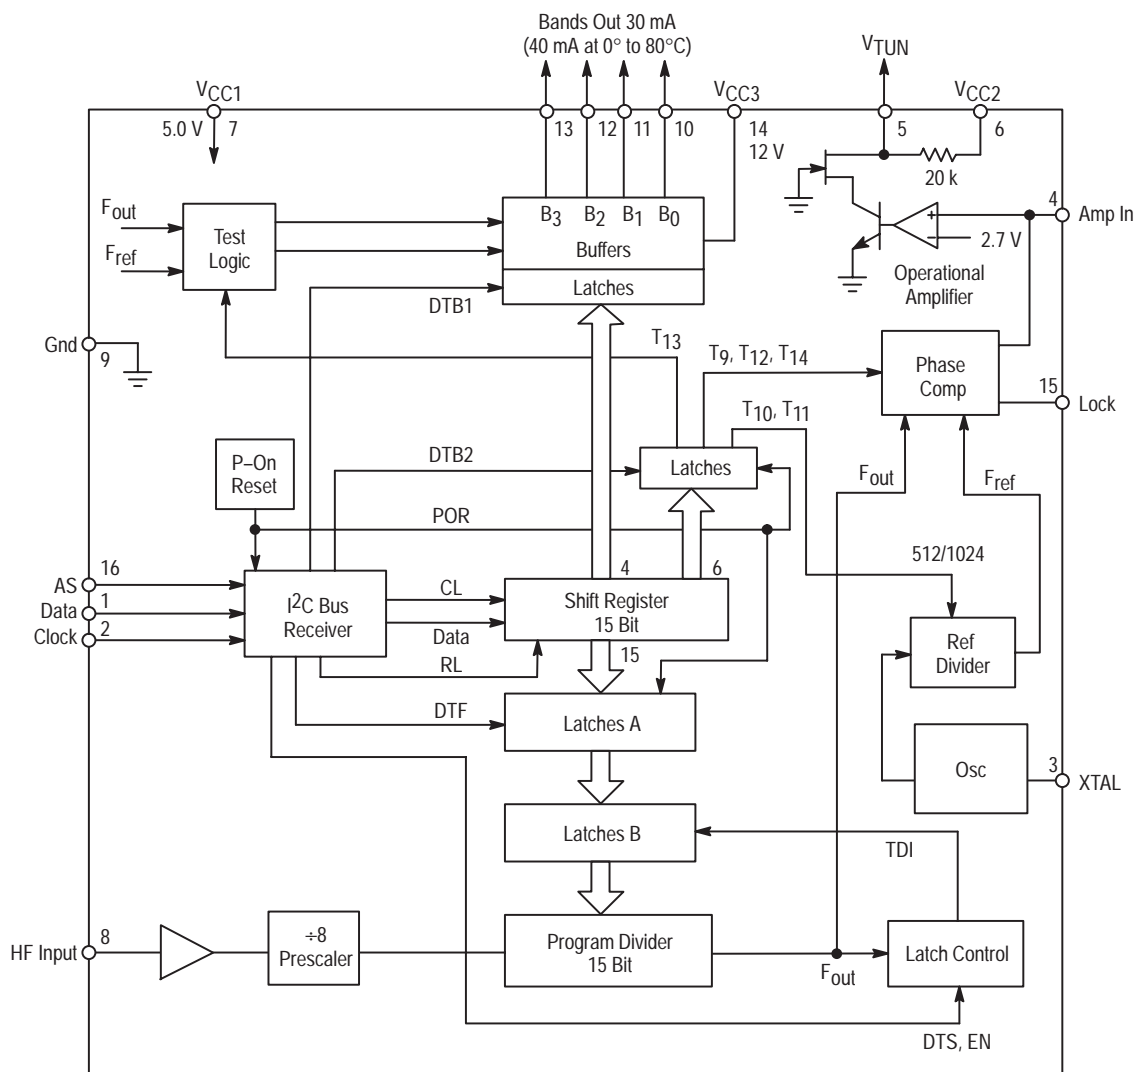 Bands Out 30 mA
(40 mA at 0° to 80°C)
VTUN
VCC1
VCC3
VCC2
5.0 V 7
13 12 11 10 14
12 V
5 6
20 k
4
Amp In
B3 B2 B1 B0
Buffers
Latches
Fout
Fref
Test
Logic
2.7 V
Operational
Amplifier
DTB1
Gnd
9
T13
T9, T12, T14
Phase
Comp
15
Lock
T10, T11
P–On
Reset
DTB2
Latches
Fout
Fref
POR
512/1024
16
AS
1
Data
2
Clock
I2C Bus
Receiver
CL
Data
RL
4 6
Shift Register
15 Bit
15
Ref
Divider
DTF
Latches A
Osc
3
XTAL
Latches B
TDI
8
HF Input
÷8
Prescaler
Program Divider
15 Bit
Fout
Latch Control
DTS, EN